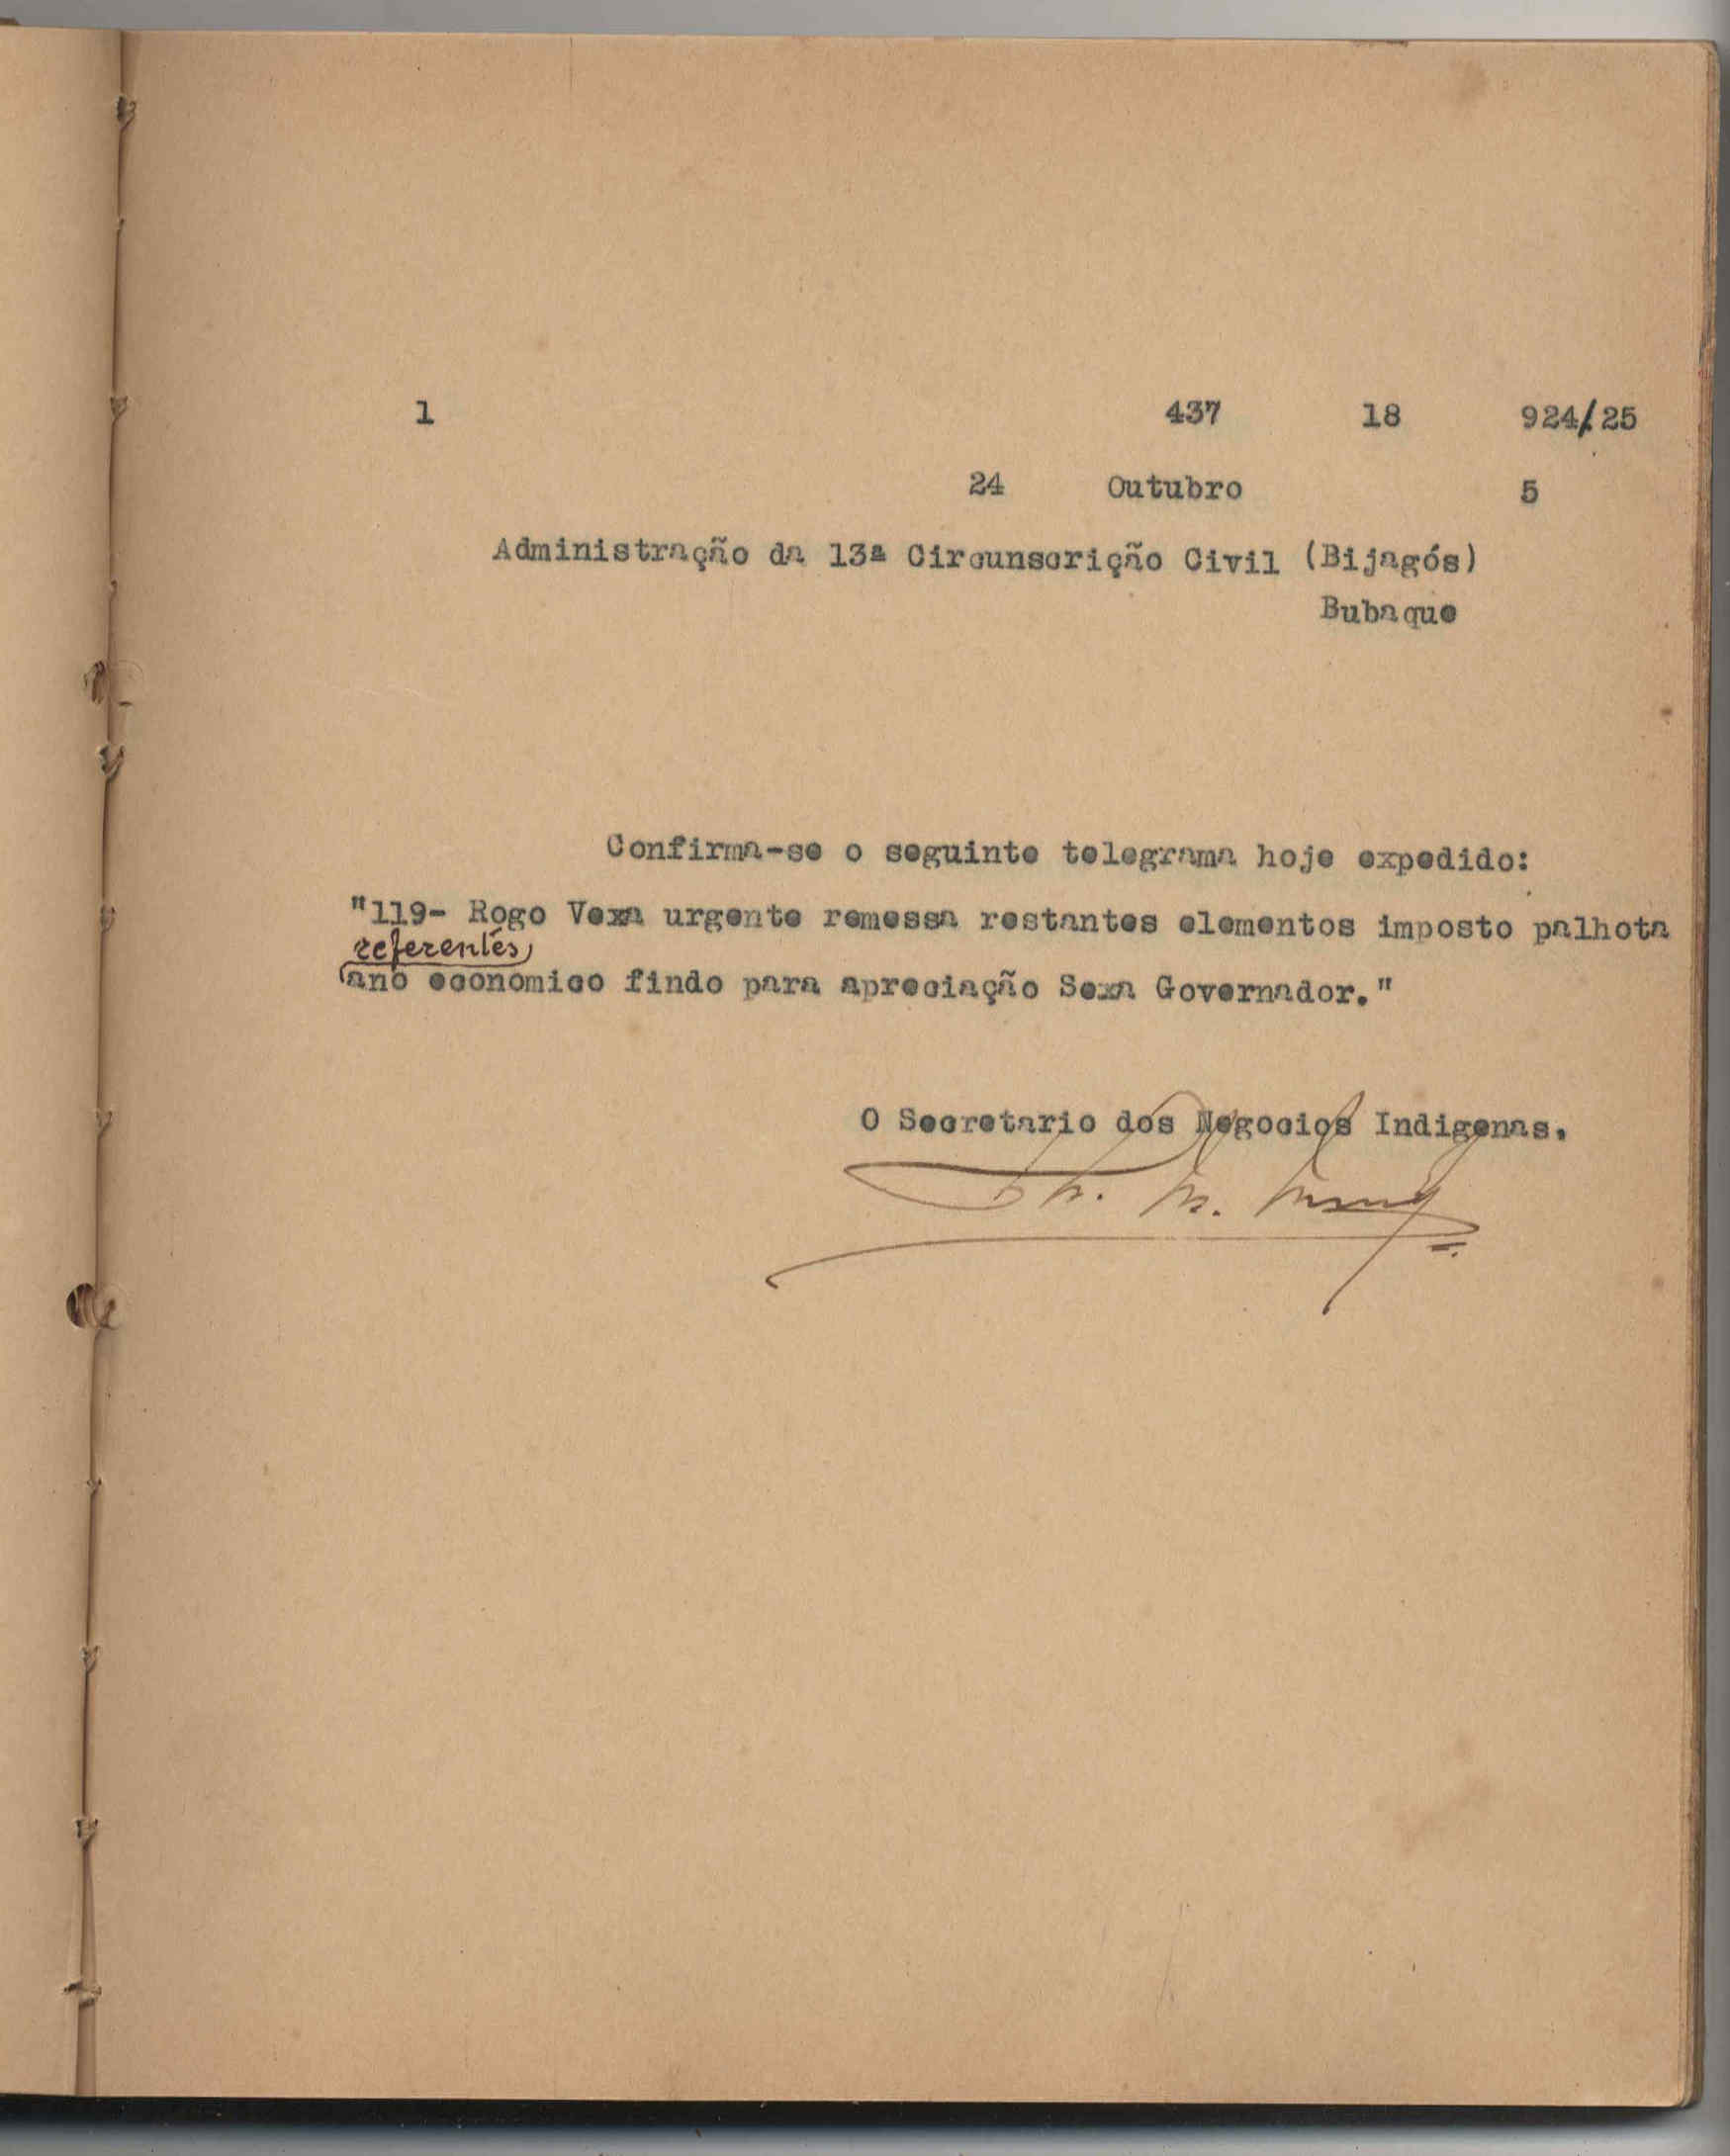 1 437 18 924/25
24 Outubro 5
Administração da 13ª Circunscrição Civil (Bijagós)
Bubaque
Confirma-se o seguinte telegrama hoje expedido:
"119- Rogo Vexa urgente remessa restantes elementos imposto palhota
referentes
ano economico findo para apreciação Sexa Governador."
O Secretario dos Negocios Indigenas.